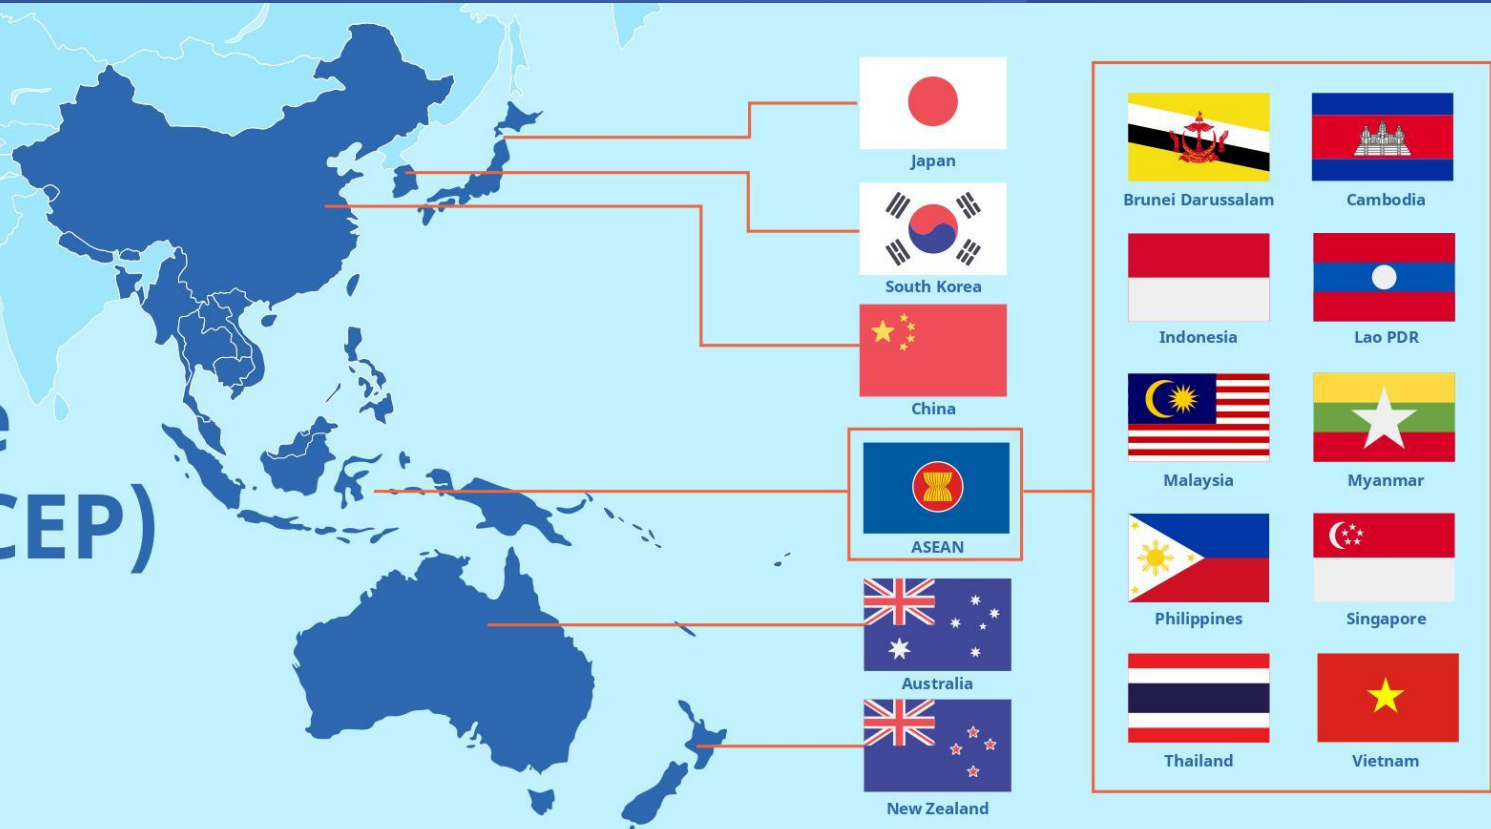 e
CEP)
Japan
South Korea
China
ASEAN
Australia
New Zealand
Brunei Darussalam
Cambodia
Indonesia
Lao PDR
Malaysia
Myanmar
Philippines
Singapore
Thailand
Vietnam